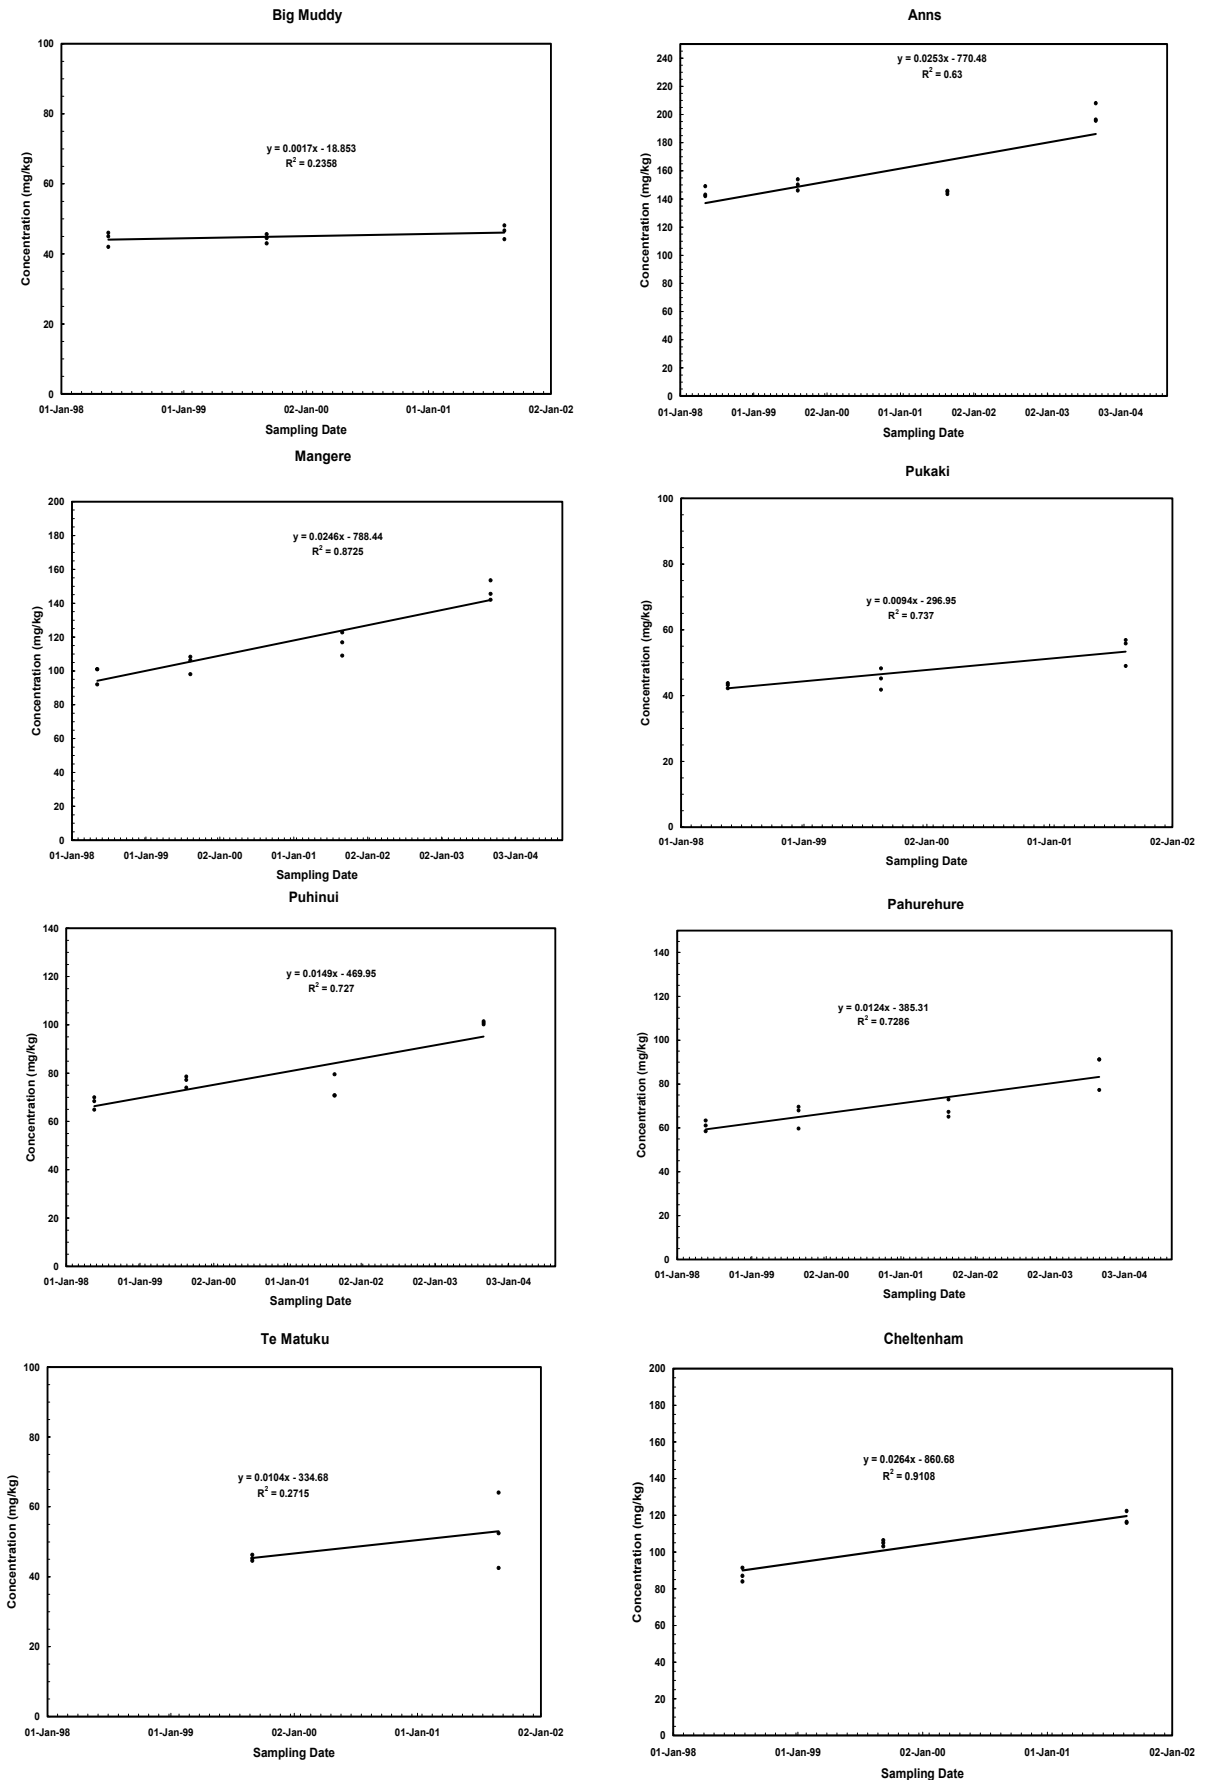 Big Muddy
Concentration (mg/kg)
100
80
60
40
20
0
y = 0.0017x - 18.853
R2 = 0.2358
01-Jan-98 01-Jan-99 02-Jan-00 01-Jan-01 02-Jan-02
Sampling Date
Anns
Concentration (mg/kg)
240
220
200
180
160
140
120
100
80
60
40
20
0
y = 0.0253x - 770.48
R2 = 0.63
01-Jan-98 01-Jan-99 02-Jan-00 01-Jan-01 02-Jan-02 02-Jan-03 03-Jan-04
Sampling Date
Mangere
Concentration (mg/kg)
200
180
160
140
120
100
80
60
40
20
0
y = 0.0246x - 788.44
R2 = 0.8725
01-Jan-98 01-Jan-99 02-Jan-00 01-Jan-01 02-Jan-02 02-Jan-03 03-Jan-04
Sampling Date
Pukaki
Concentration (mg/kg)
100
80
60
40
20
0
y = 0.0094x - 296.95
R2 = 0.737
01-Jan-98 01-Jan-99 02-Jan-00 01-Jan-01 02-Jan-02
Sampling Date
Puhinui
Concentration (mg/kg)
140
120
100
80
60
40
20
0
y = 0.0149x - 469.95
R2 = 0.727
01-Jan-98 01-Jan-99 02-Jan-00 01-Jan-01 02-Jan-02 02-Jan-03 03-Jan-04
Sampling Date
Pahurehure
Concentration (mg/kg)
140
120
100
80
60
40
20
0
y = 0.0124x - 385.31
R2 = 0.7286
01-Jan-98 01-Jan-99 02-Jan-00 01-Jan-01 02-Jan-02 02-Jan-03 03-Jan-04
Sampling Date
Te Matuku
Concentration (mg/kg)
100
80
60
40
20
0
y = 0.0104x - 334.68
R2 = 0.2715
01-Jan-98 01-Jan-99 02-Jan-00 01-Jan-01 02-Jan-02
Sampling Date
Cheltenham
Concentration (mg/kg)
200
180
160
140
120
100
80
60
40
20
0
y = 0.0264x - 860.68
R2 = 0.9108
01-Jan-98 01-Jan-99 02-Jan-00 01-Jan-01 02-Jan-02
Sampling Date